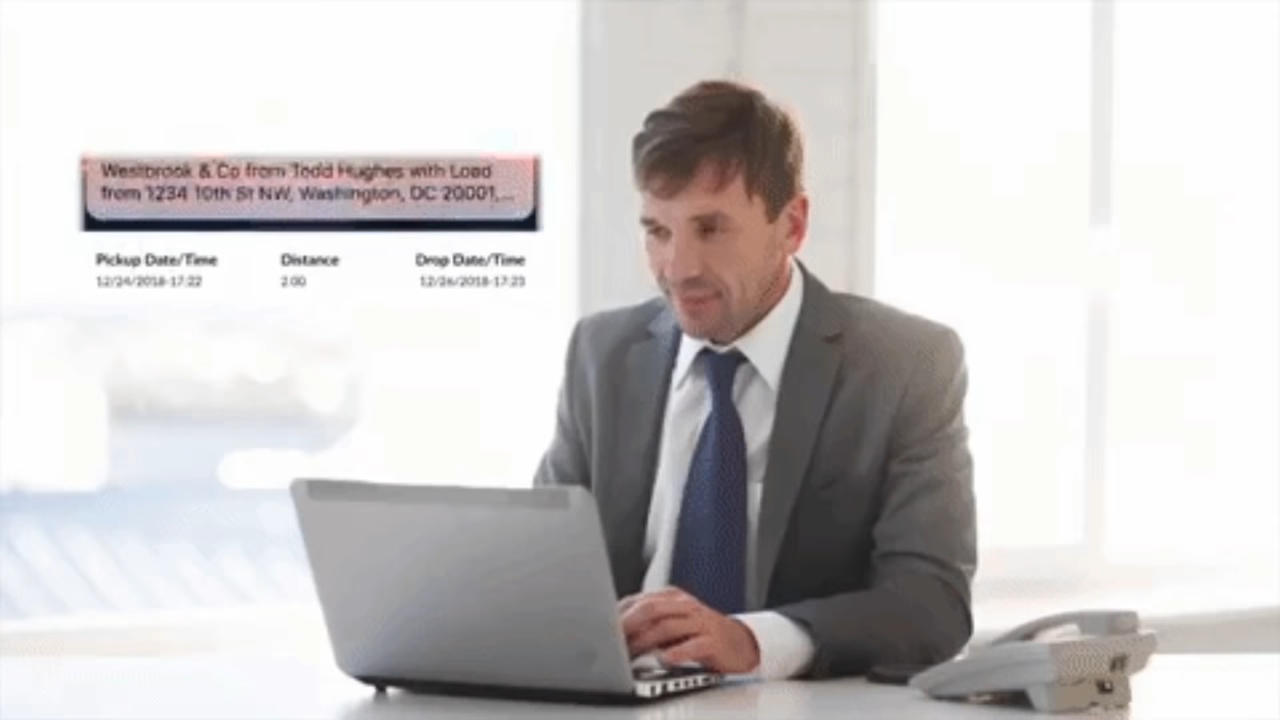 Westbrook & Co from Todd Hughes with Load
from 1234 10th St NW, Washington, DC 20001,...
Pickup Date/Time Distance Drop Date/Time
12/24/2018-17:22 2.00 12/26/2018-17:23